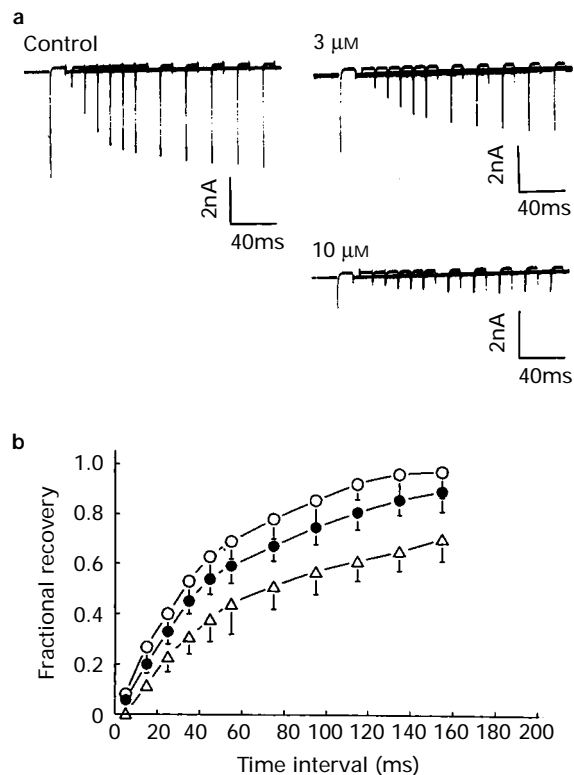 a
Control
2nA
40ms
3 µM
2nA
40ms
10 µM
2nA
40ms
b
Fractional recovery
1.0
0.8
0.6
0.4
0.2
0
0 20 40 60 80 100 120 140 160 180 200
Time interval (ms)